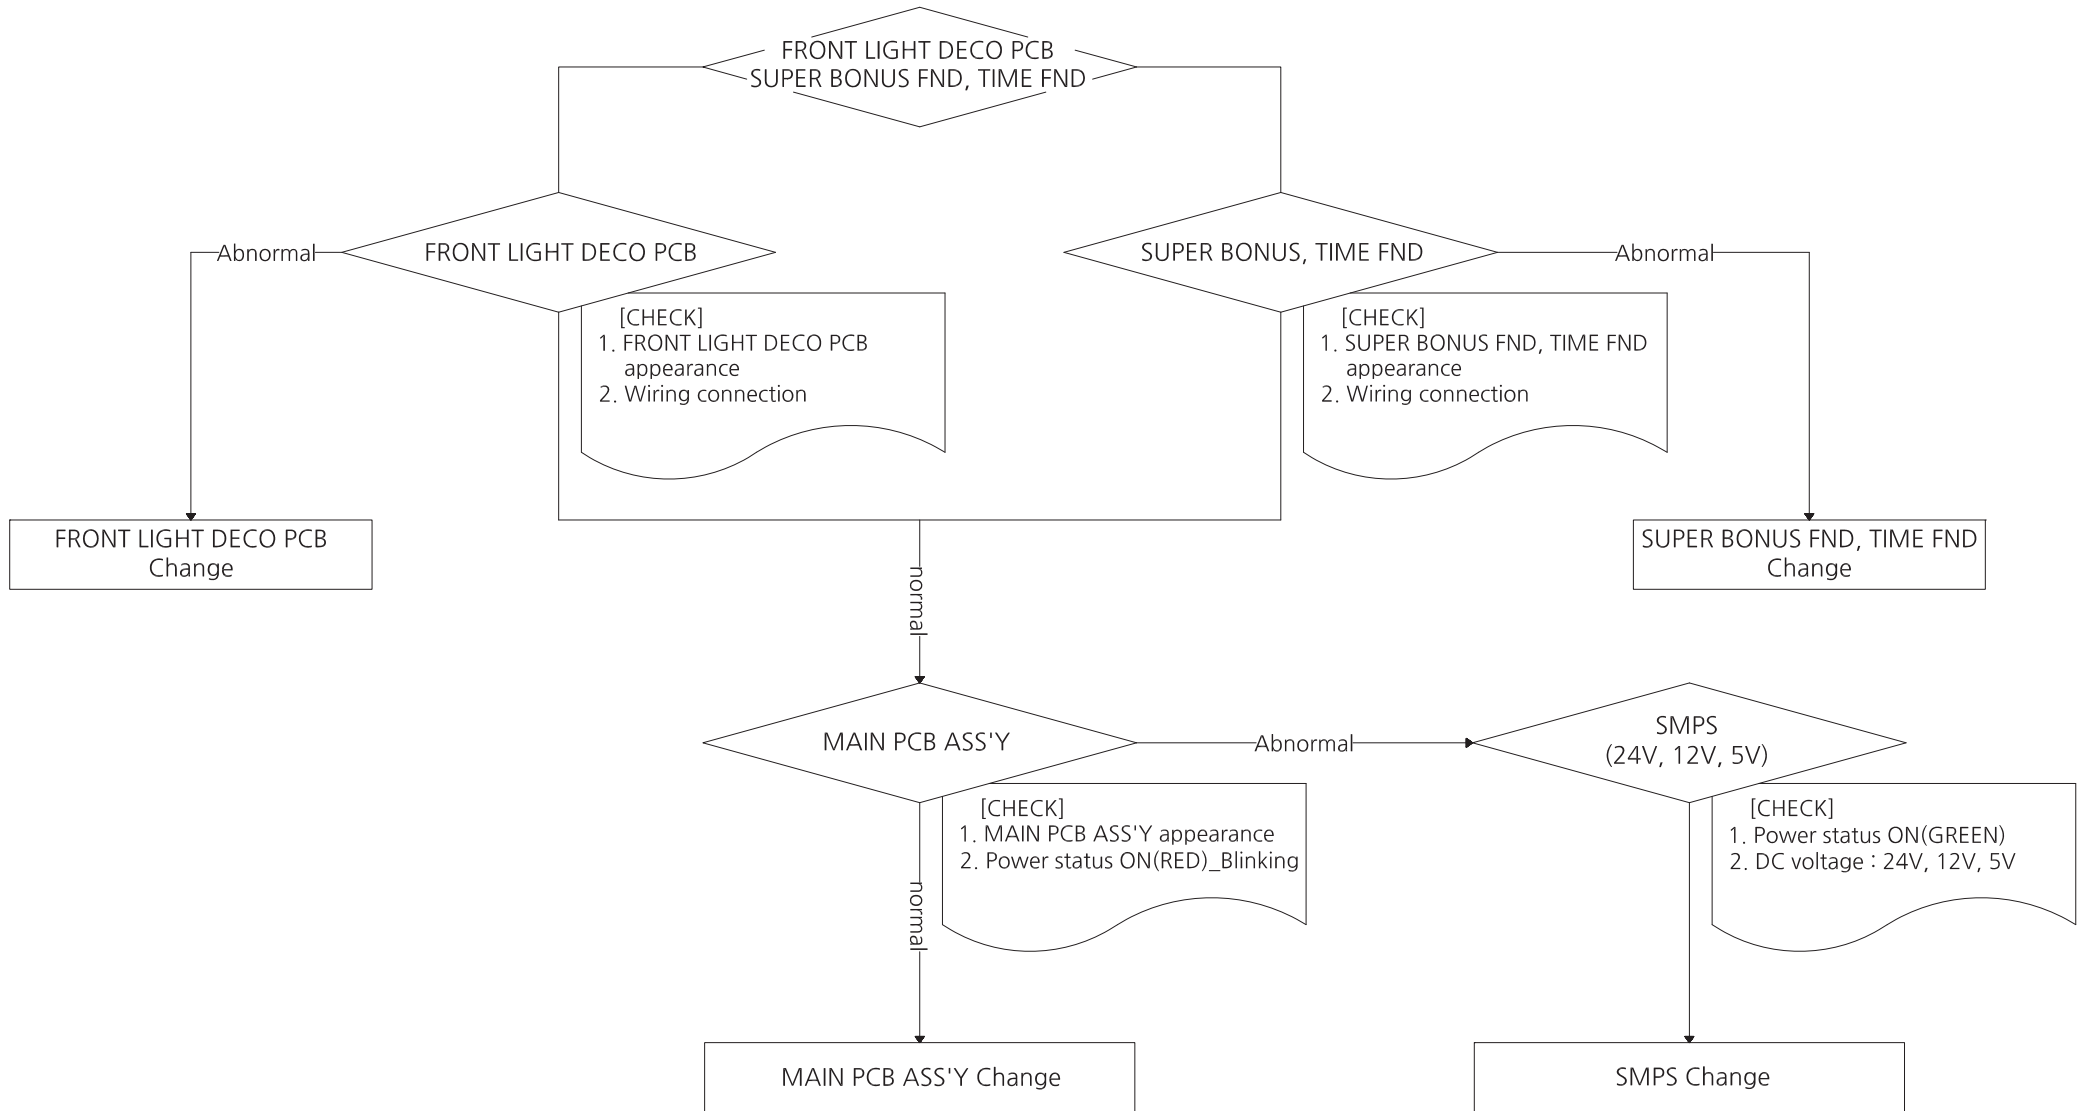 FRONT LIGHT DECO PCB
SUPER BONUS FND, TIME FND
Abnormal
FRONT LIGHT DECO PCB
SUPER BONUS, TIME FND
Abnormal
[CHECK]
1. FRONT LIGHT DECO PCB
appearance
2. Wiring connection
[CHECK]
1. SUPER BONUS FND, TIME FND
appearance
2. Wiring connection
FRONT LIGHT DECO PCB
Change
SUPER BONUS FND, TIME FND
Change
normal
MAIN PCB ASS'Y
Abnormal
SMPS
(24V, 12V, 5V)
[CHECK]
1. MAIN PCB ASS'Y appearance
2. Power status ON(RED)_Blinking
[CHECK]
1. Power status ON(GREEN)
2. DC voltage : 24V, 12V, 5V
normal
MAIN PCB ASS'Y Change
SMPS Change